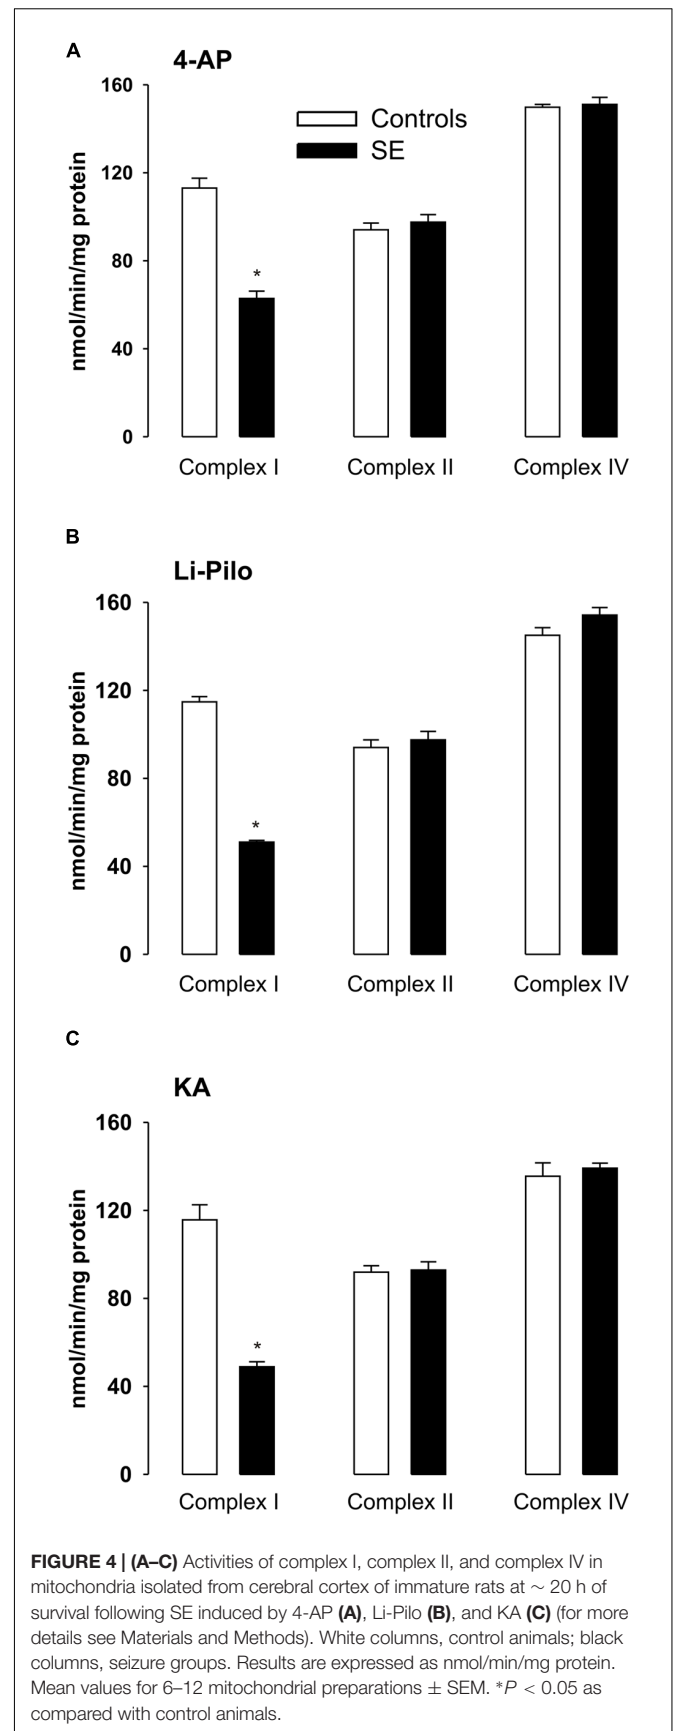 A
4-AP
160
120
80
40
0
nmol/min/mg protein
Controls
SE
*
Complex I
Complex II
Complex IV
B
Li-Pilo
160
120
80
40
0
nmol/min/mg protein
*
Complex I
Complex II
Complex IV
C
KA
160
120
80
40
0
nmol/min/mg protein
*
Complex I
Complex II
Complex IV
FIGURE 4 | (A–C) Activities of complex I, complex II, and complex IV in
mitochondria isolated from cerebral cortex of immature rats at ∼ 20 h of
survival following SE induced by 4-AP (A), Li-Pilo (B), and KA (C) (for more
details see Materials and Methods). White columns, control animals; black
columns, seizure groups. Results are expressed as nmol/min/mg protein.
Mean values for 6–12 mitochondrial preparations ± SEM. *P < 0.05 as
compared with control animals.